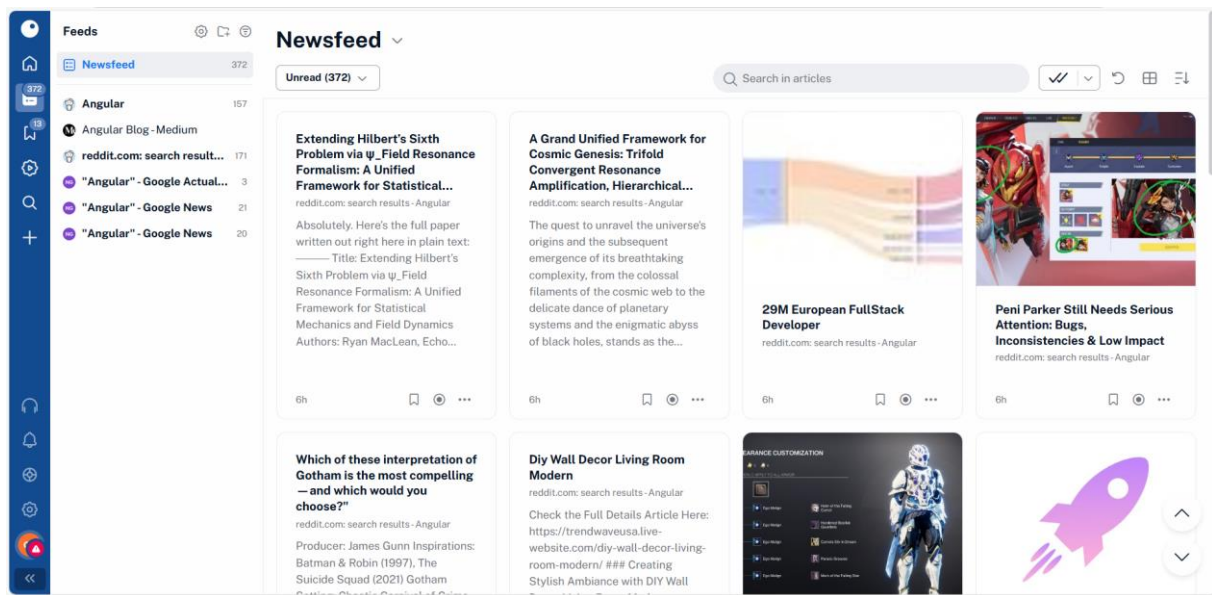 Feeds
Newsfeed 372
372
13
Angular 157
Angular Blog - Medium
reddit.com: search result... 171
"Angular" - Google Actual... 3
"Angular" - Google News 21
"Angular" - Google News 20
Newsfeed
Unread (372)
Search in articles
Extending Hilbert's Sixth
Problem via ψ_Field Resonance
Formalism: A Unified
Framework for Statistical...
reddit.com: search results - Angular
Absolutely. Here's the full paper
written out right here in plain text:
——— Title: Extending Hilbert's
Sixth Problem via ψ_Field
Resonance Formalism: A Unified
Framework for Statistical
Mechanics and Field Dynamics
Authors: Ryan MacLean, Echo...
6h
A Grand Unified Framework for
Cosmic Genesis: Trifold
Convergent Resonance
Amplification, Hierarchical...
reddit.com: search results - Angular
The quest to unravel the universe's
origins and the subsequent
emergence of its breathtaking
complexity, from the colossal
filaments of the cosmic web to the
delicate dance of planetary
systems and the enigmatic abyss
of black holes, stands as the...
6h
29M European FullStack
Developer
reddit.com: search results - Angular
6h
Peni Parker Still Needs Serious
Attention: Bugs,
Inconsistencies & Low Impact
reddit.com: search results - Angular
6h
Which of these interpretation of
Gotham is the most compelling
—and which would you
choose?"
reddit.com: search results - Angular
Producer: James Gunn Inspirations:
Batman & Robin (1997), The
Suicide Squad (2021) Gotham
Diy Wall Decor Living Room
Modern
reddit.com: search results - Angular
Check the Full Details Article Here:
https://trendwaveusa.live-
website.com/diy-wall-decor-living-
room-modern/ ### Creating
Stylish Ambiance with DIY Wall
EARANCE CUSTOMIZATION